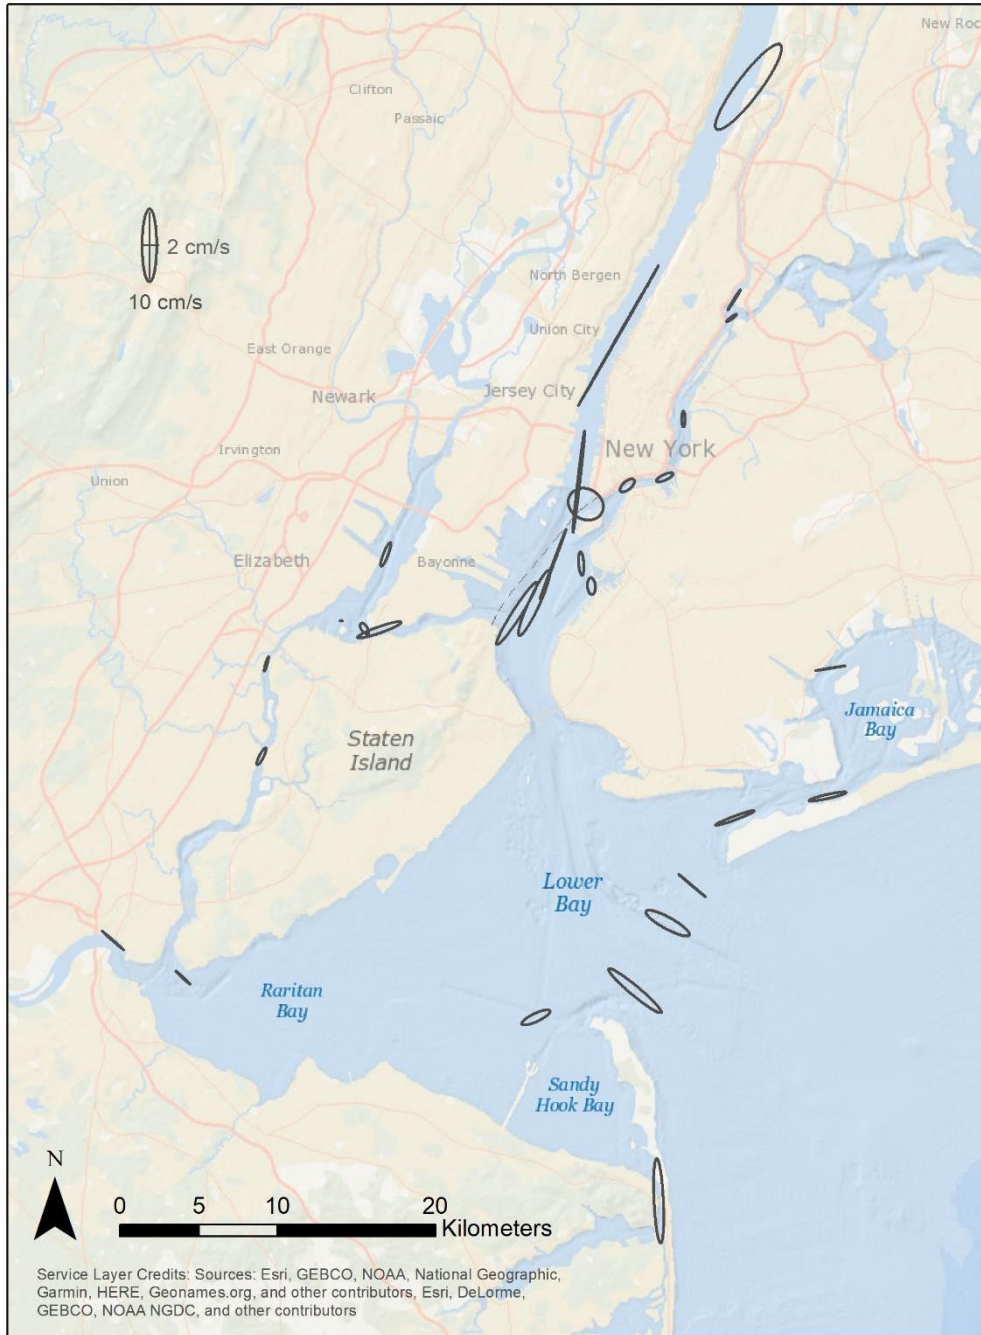 New Roc
Clifton
Passaic
2 cm/s
10 cm/s
North Bergen
Union City
East Orange
Newark
Jersey City
New York
Irvington
Union
Elizabeth
Bayonne
Staten
Island
Jamaica
Bay
Lower
Bay
Raritan
Bay
Sandy
Hook Bay
N
0 5 10 20
Kilometers
Service Layer Credits: Sources: Esri, GEBCO, NOAA, National Geographic,
Garmin, HERE, Geonames.org, and other contributors, Esri, DeLorme,
GEBCO, NOAA NGDC, and other contributors